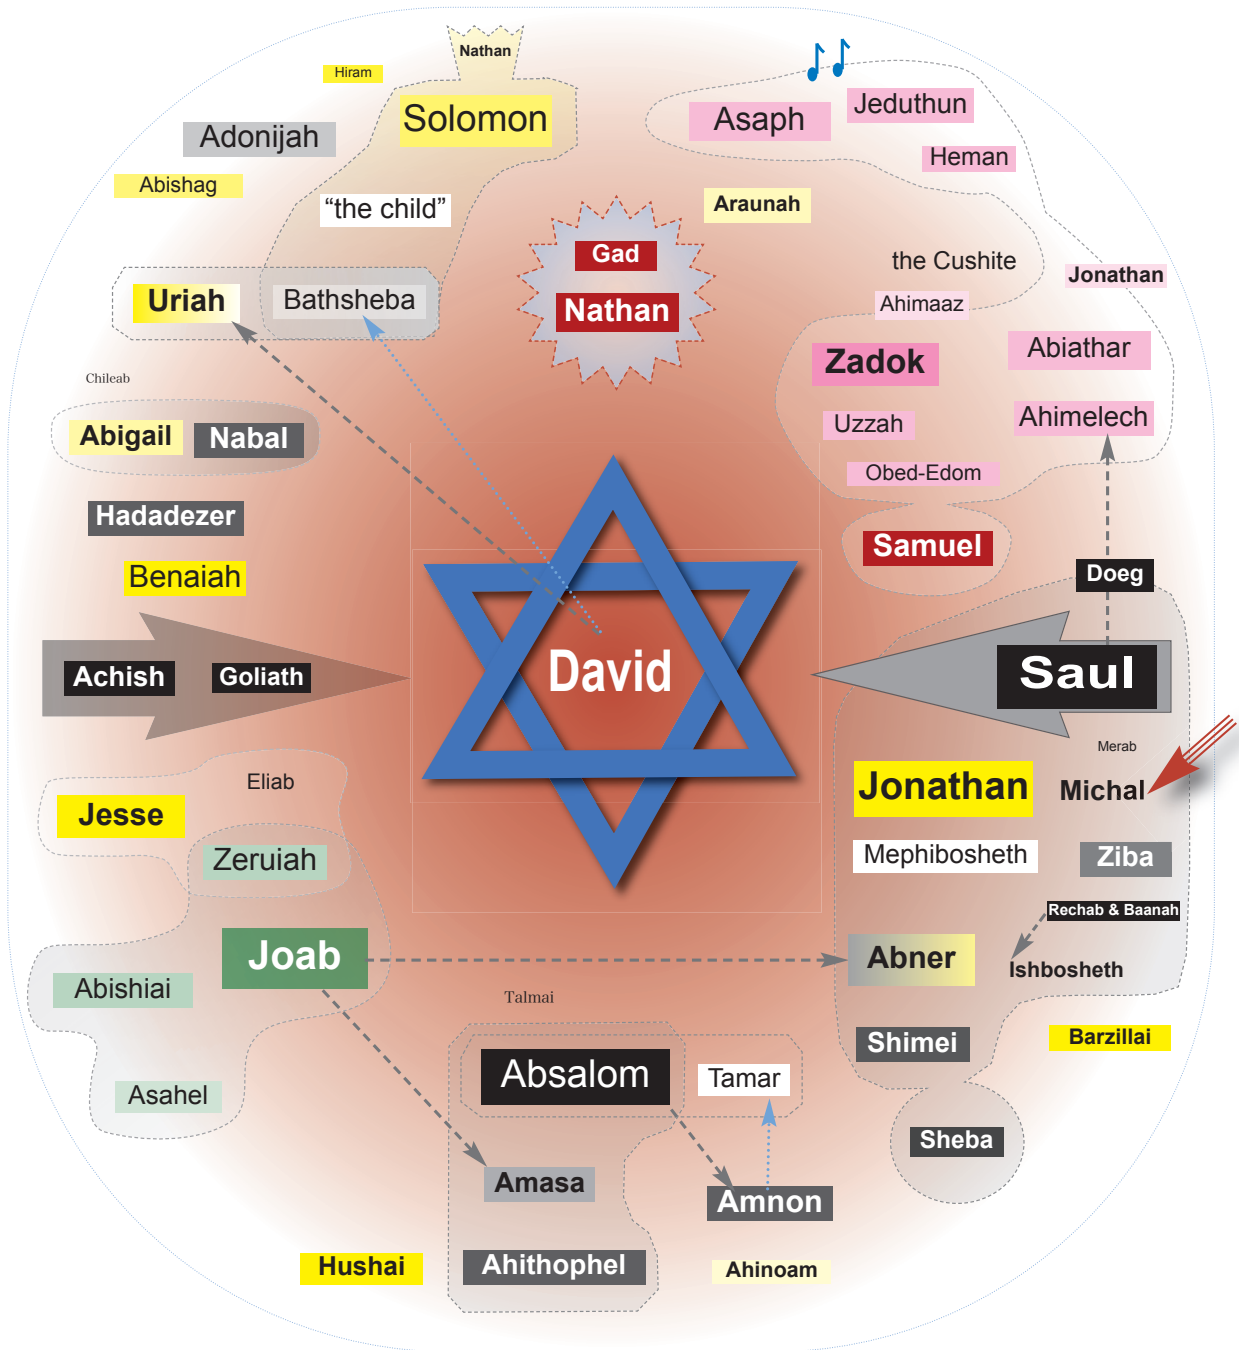 Nathan
Hiram
Solomon
Adonijah
Abishag
“the child”
Uriah
Bathsheba
Asaph
Jeduthun
Heman
Araunah
Gad
Nathan
the Cushite
Jonathan
Ahimaaz
Zadok
Abiathar
Uzzah
Ahimelech
Obed-Edom
Samuel
Doeg
Chileab
Abigail
Nabal
Hadadezer
Benaiah
Achish
Goliath
David
Saul
Merab
Jonathan
Michal
Mephibosheth
Ziba
Rechab & Baanah
Abner
Ishbosheth
Shimei
Barzillai
Sheba
Eliab
Jesse
Zeruiah
Joab
Abishiai
Asahel
Talmai
Absalom
Tamar
Amasa
Amnon
Hushai
Ahithophel
Ahinoam